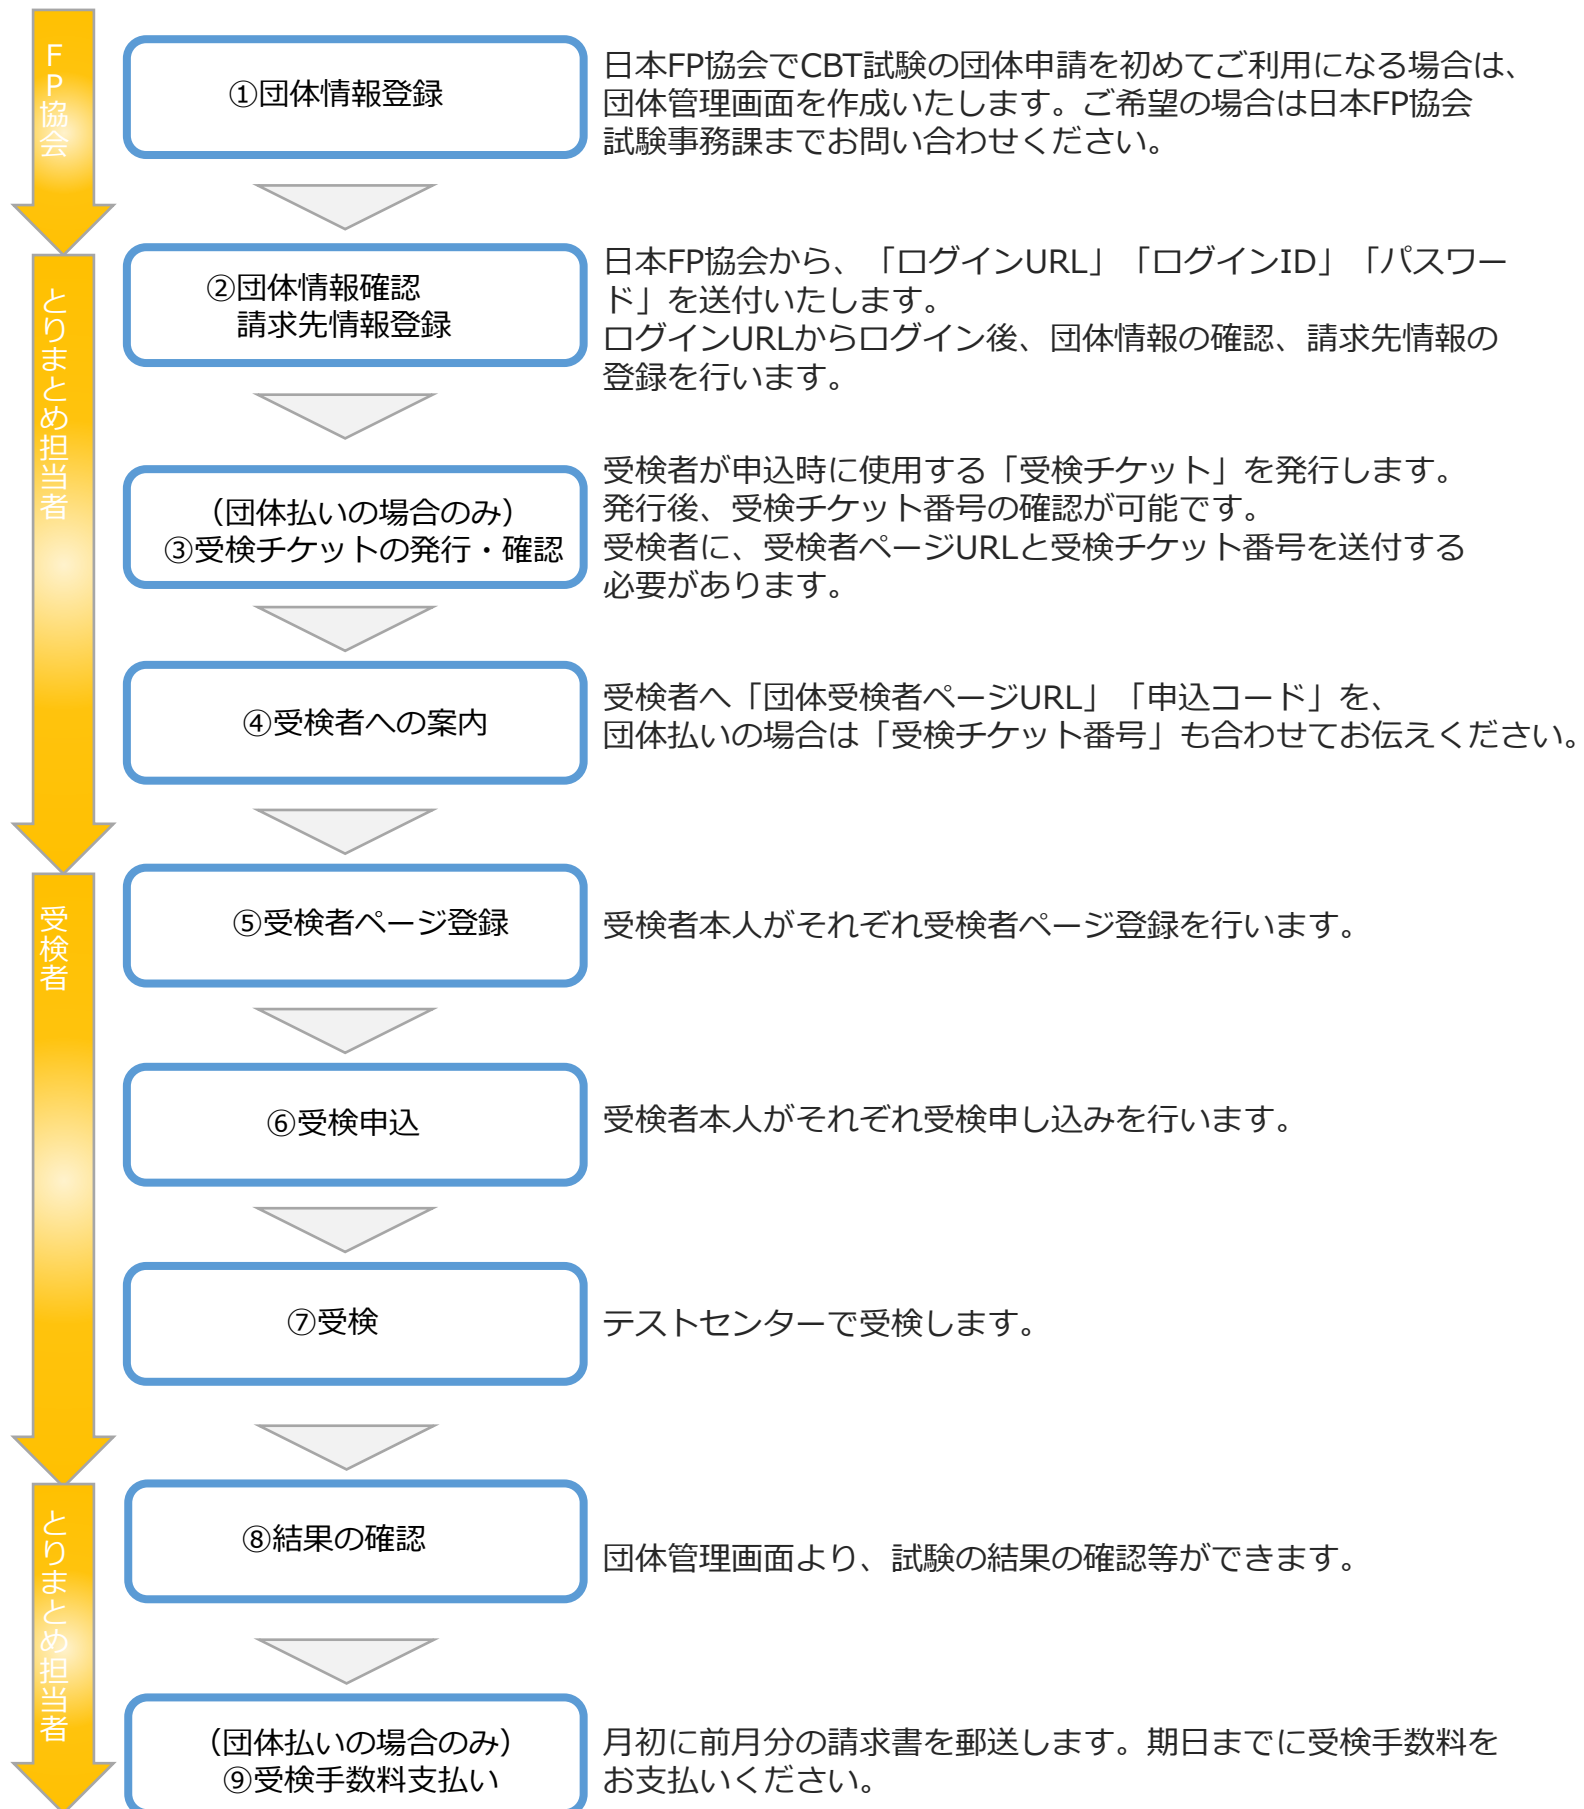 FP協会
①団体情報登録
日本FP協会でCBT試験の団体申請を初めてご利用になる場合は、
団体管理画面を作成いたします。ご希望の場合は日本FP協会
試験事務課までお問い合わせください。
とりまとめ担当者
②団体情報確認
請求先情報登録
日本FP協会から、「ログインURL」「ログインID」「パスワー
ド」を送付いたします。
ログインURLからログイン後、団体情報の確認、請求先情報の
登録を行います。
（団体払いの場合のみ）
③受検チケットの発行・確認
受検者が申込時に使用する「受検チケット」を発行します。
発行後、受検チケット番号の確認が可能です。
受検者に、受検者ページURLと受検チケット番号を送付する
必要があります。
④受検者への案内
受検者へ「団体受検者ページURL」「申込コード」を、
団体払いの場合は「受検チケット番号」も合わせてお伝えください。
受検者
⑤受検者ページ登録
受検者本人がそれぞれ受検者ページ登録を行います。
⑥受検申込
受検者本人がそれぞれ受検申し込みを行います。
⑦受検
テストセンターで受検します。
とりまとめ担当者
⑧結果の確認
団体管理画面より、試験の結果の確認等ができます。
（団体払いの場合のみ）
⑨受検手数料支払い
月初に前月分の請求書を郵送します。期日までに受検手数料を
お支払いください。